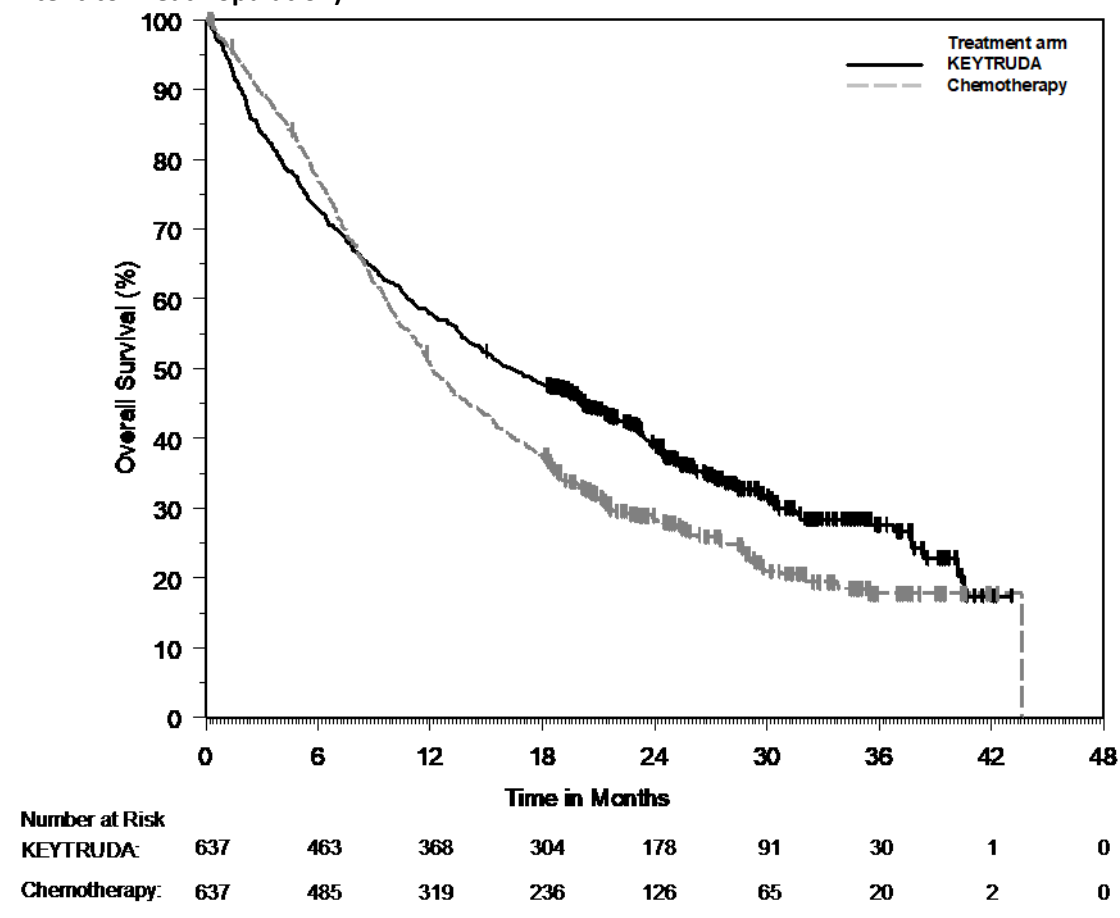 100
Treatment arm
KEYTRUDA
Chemotherapy
90
80
70
60
50
40
30
20
10
0
Overall Survival (%)
0 6 12 18 24 30 36 42 48
Time in Months
Number at Risk
KEYTRUDA: 637 463 368 304 178 91 30 1 0
Chemotherapy: 637 485 319 236 126 65 20 2 0